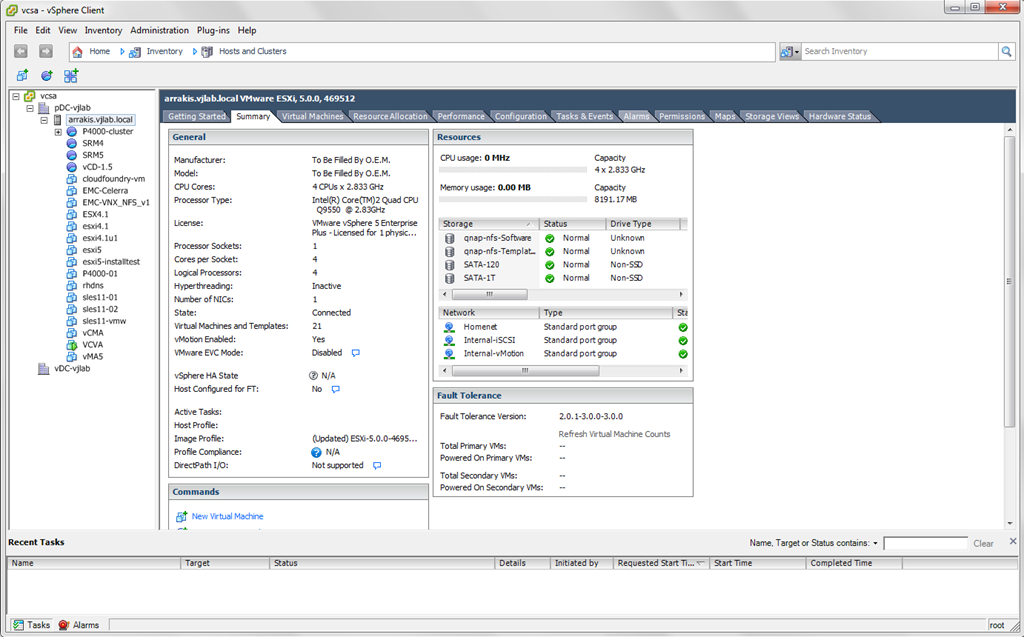 vcsa - vSphere Client
File Edit View Inventory Administration Plug-ins Help
Home Inventory Hosts and Clusters
Search Inventory
vcsa
pDC-vjlab
arrakis.vjlab.local
P4000-cluster
SRM4
SRM5
vCD-1.5
cloudfoundry-vm
EMC-Celerra
EMC-VNX_NFS_v1
ESX4.1
esxi4.1
esxi4.1u1
esxi5
esxi5-installtest
P4000-01
rhdns
sles11-01
sles11-02
sles11-vmw
vCMA
VCVA
vMA5
vDC-vjlab
arrakis.vjlab.local VMware ESXi, 5.0.0, 469512
Getting Started Summary Virtual Machines Resource Allocation Performance Configuration Tasks & Events Alarms Permissions Maps Storage Views Hardware Status
General
Manufacturer: To Be Filled By O.E.M.
Model: To Be Filled By O.E.M.
CPU Cores: 4 CPUs x 2.833 GHz
Processor Type: Intel(R) Core(TM)2 Quad CPU
Q9550 @ 2.83GHz
License: VMware vSphere 5 Enterprise
Plus - Licensed for 1 physic...
Processor Sockets: 1
Cores per Socket: 4
Logical Processors: 4
Hyperthreading: Inactive
Number of NICs: 1
State: Connected
Virtual Machines and Templates: 21
vMotion Enabled: Yes
VMware EVC Mode: Disabled
vSphere HA State N/A
Host Configured for FT: No
Active Tasks:
Host Profile:
Image Profile: (Updated) ESXi-5.0.0-4695...
Profile Compliance: N/A
DirectPath I/O: Not supported
Commands
New Virtual Machine
Resources
CPU usage: 0 MHz Capacity
4 x 2.833 GHz
Memory usage: 0.00 MB Capacity
8191.17 MB
Storage Status Drive Type
qnap-nfs-Software Normal Unknown
qnap-nfs-Templat... Normal Unknown
SATA-120 Normal Non-SSD
SATA-1T Normal Non-SSD
Network Type Sta
Homenet Standard port group
Internal-iSCSI Standard port group
Internal-vMotion Standard port group
Fault Tolerance
Fault Tolerance Version: 2.0.1-3.0.0-3.0.0
Refresh Virtual Machine Counts
Total Primary VMs: --
Powered On Primary VMs: --
Total Secondary VMs: --
Powered On Secondary VMs: --
Recent Tasks
Name, Target or Status contains: Clear
Name Target Status Details Initiated by Requested Start Ti... Start Time Completed Time
Tasks Alarms
root